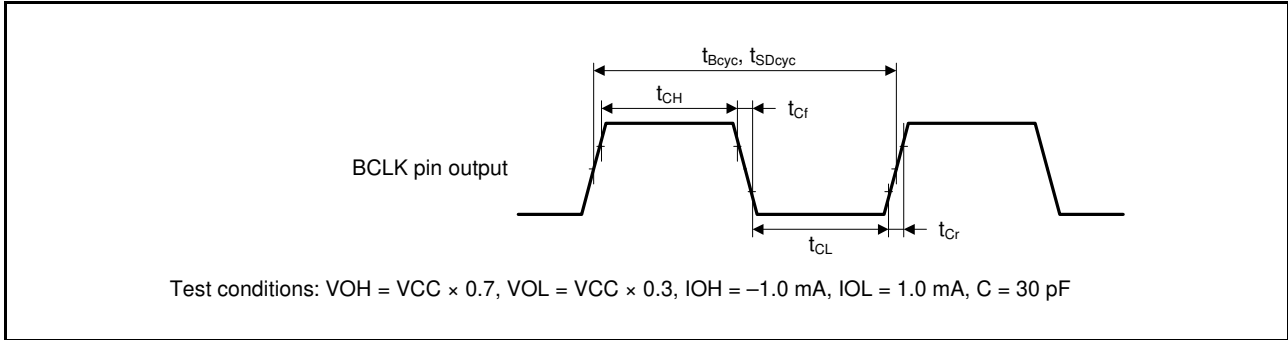 tBcyc, tSDcyc
tCH
tCf
BCLK pin output
tCL
tCr
Test conditions: VOH = VCC × 0.7, VOL = VCC × 0.3, IOH = –1.0 mA, IOL = 1.0 mA, C = 30 pF